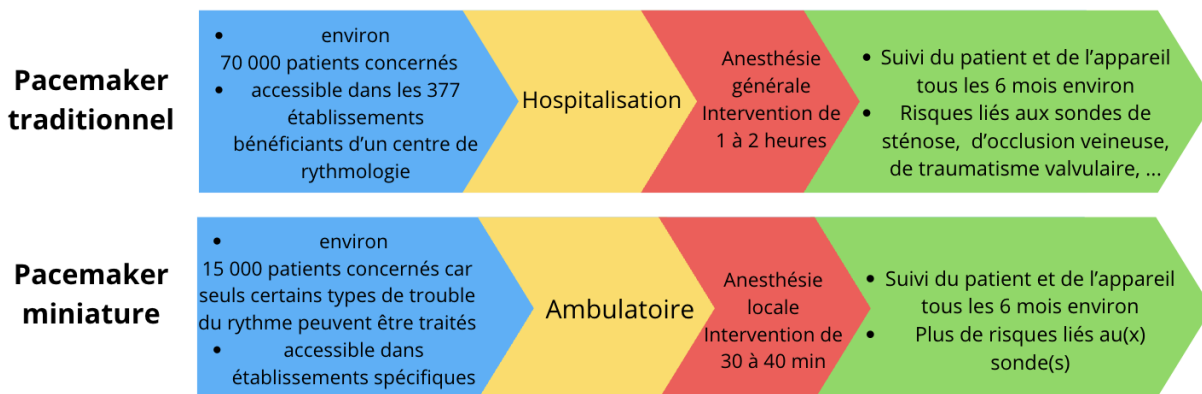 Pacemaker
traditionnel
• environ
70 000 patients concernés
• accessible dans les 377
établissements
bénéficiants d'un centre de
rythmologie
Hospitalisation
Anesthésie
générale
Intervention de
1 à 2 heures
• Suivi du patient et de l’appareil
tous les 6 mois environ
• Risques liés aux sondes de
sténose, d’occlusion veineuse,
de traumatisme valvulaire, ...
Pacemaker
miniature
• environ
15 000 patients concernés car
seuls certains types de trouble
du rythme peuvent être traités
• accessible dans
établissements spécifiques
Ambulatoire
Anesthésie
locale
Intervention de
30 à 40 min
• Suivi du patient et de l’appareil
tous les 6 mois environ
• Plus de risques liés au(x)
sonde(s)